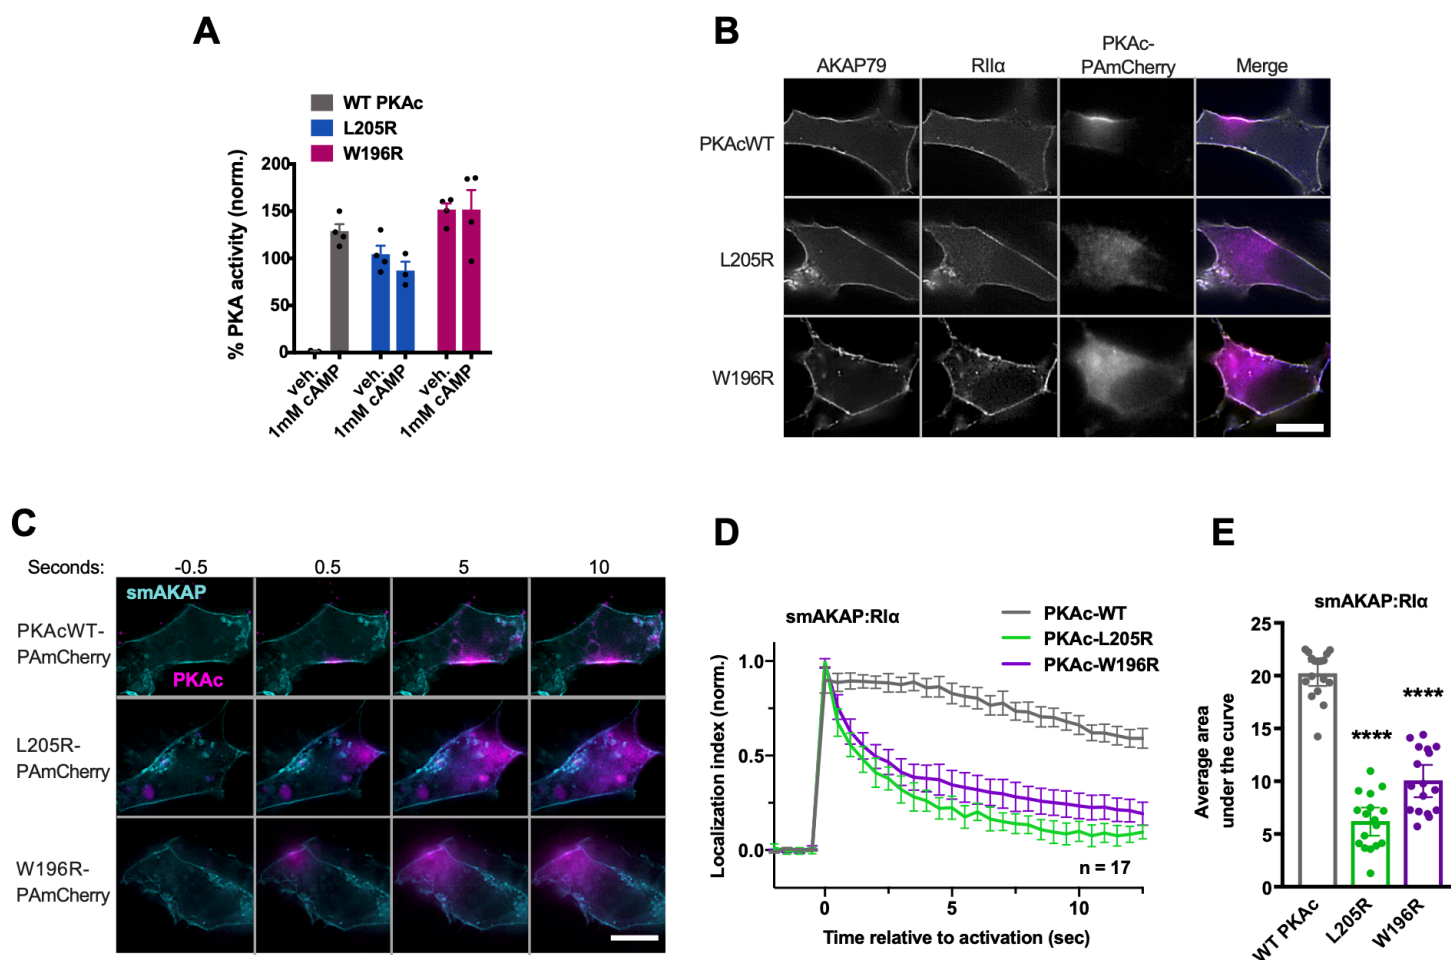 A
WT PKAc
L205R
W196R
% PKA activity (norm.)
200
150
100
50
0
veh.
1mM cAMP
veh.
1mM cAMP
veh.
1mM cAMP
B
AKAP79
RIIα
PKAc-
PAmCherry
Merge
PKAcWT
L205R
W196R
C
Seconds:
-0.5
0.5
5
10
smAKAP
PKAc
PKAcWT-
PAmCherry
L205R-
PAmCherry
W196R-
PAmCherry
D
smAKAP:RIα
PKAc-WT
PKAc-L205R
PKAc-W196R
Localization index (norm.)
1.0
0.5
0.0
n = 17
0
5
10
Time relative to activation (sec)
E
smAKAP:RIα
Average area
under the curve
25
20
15
10
5
0
****
****
WT PKAc
L205R
W196R